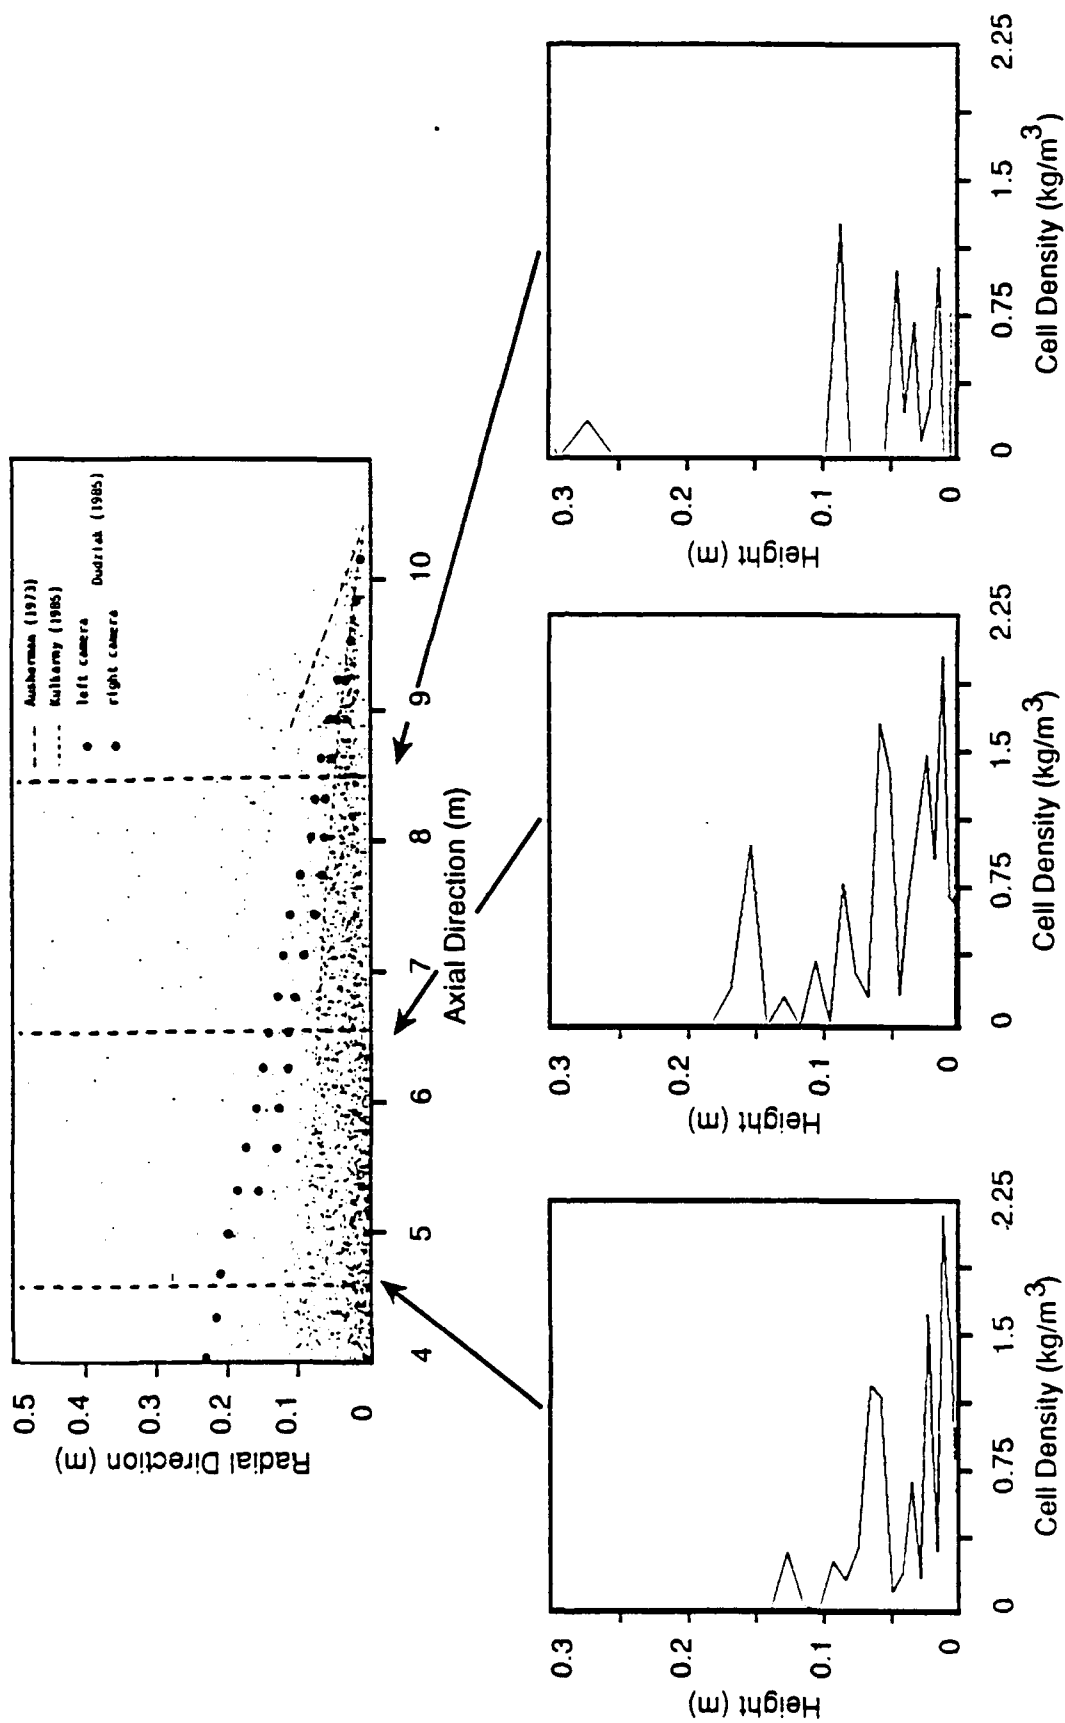 Ausherman (1973)
Kulkarny (1985)
left camera
right camera
Dudziak (1985)
Radial Direction (m)
0.5
0.4
0.3
0.2
0.1
0
4
5
6
7
8
9
10
Axial Direction (m)
Height (m)
0.3
0.2
0.1
0
0
0.75
1.5
2.25
Cell Density (kg/m³)
Height (m)
0.3
0.2
0.1
0
0
0.75
1.5
2.25
Cell Density (kg/m³)
Height (m)
0.3
0.2
0.1
0
0
0.75
1.5
2.25
Cell Density (kg/m³)